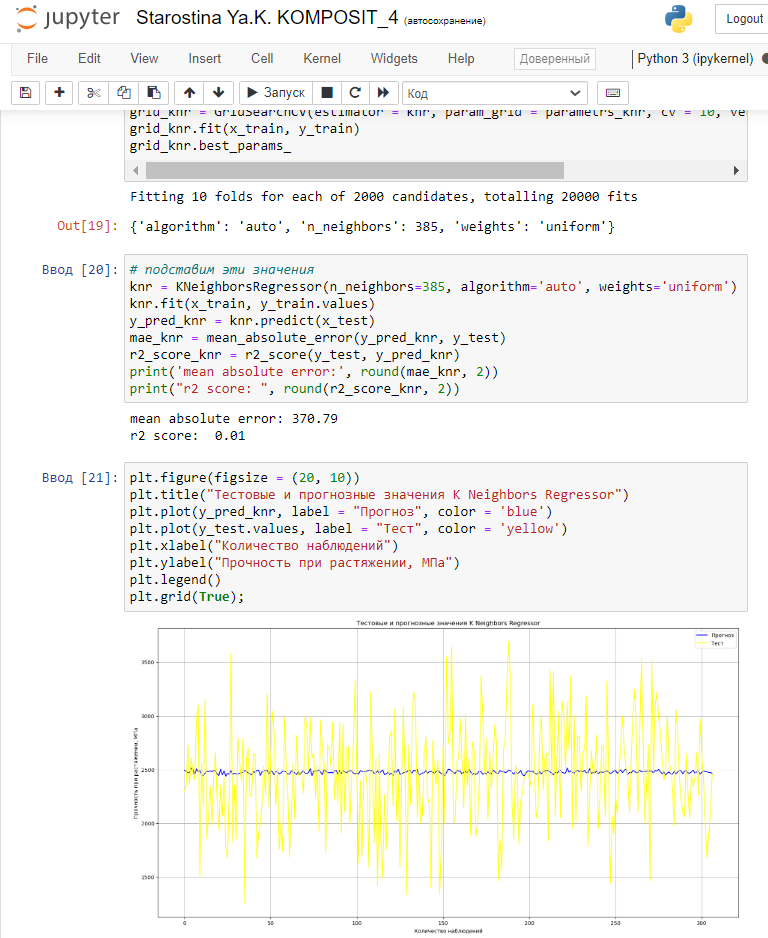 jupyter Starostina Ya.K. KOMPOSIT_4 (автосохранение)
Logout
File Edit View Insert Cell Kernel Widgets Help Доверенный Python 3 (ipykernel)
Запуск Код
grid_knr = GridSearchCV(estimator = knr, param_grid = parametrs_knr, cv = 10, ve
grid_knr.fit(x_train, y_train)
grid_knr.best_params_
Fitting 10 folds for each of 2000 candidates, totalling 20000 fits
Out[19]: {'algorithm': 'auto', 'n_neighbors': 385, 'weights': 'uniform'}
Ввод [20]: # подставим эти значения
knr = KNeighborsRegressor(n_neighbors=385, algorithm='auto', weights='uniform')
knr.fit(x_train, y_train.values)
y_pred_knr = knr.predict(x_test)
mae_knr = mean_absolute_error(y_pred_knr, y_test)
r2_score_knr = r2_score(y_test, y_pred_knr)
print('mean absolute error:', round(mae_knr, 2))
print("r2 score: ", round(r2_score_knr, 2))
mean absolute error: 370.79
r2 score:  0.01
Ввод [21]: plt.figure(figsize = (20, 10))
plt.title("Тестовые и прогнозные значения K Neighbors Regressor")
plt.plot(y_pred_knr, label = "Прогноз", color = 'blue')
plt.plot(y_test.values, label = "Тест", color = 'yellow')
plt.xlabel("Количество наблюдений")
plt.ylabel("Прочность при растяжении, МПа")
plt.legend()
plt.grid(True);
Тестовые и прогнозные значения K Neighbors Regressor
Прогноз
Тест
3500
3000
2500
2000
1500
Прочность при растяжении, МПа
0 50 100 150 200 250 300
Количество наблюдений